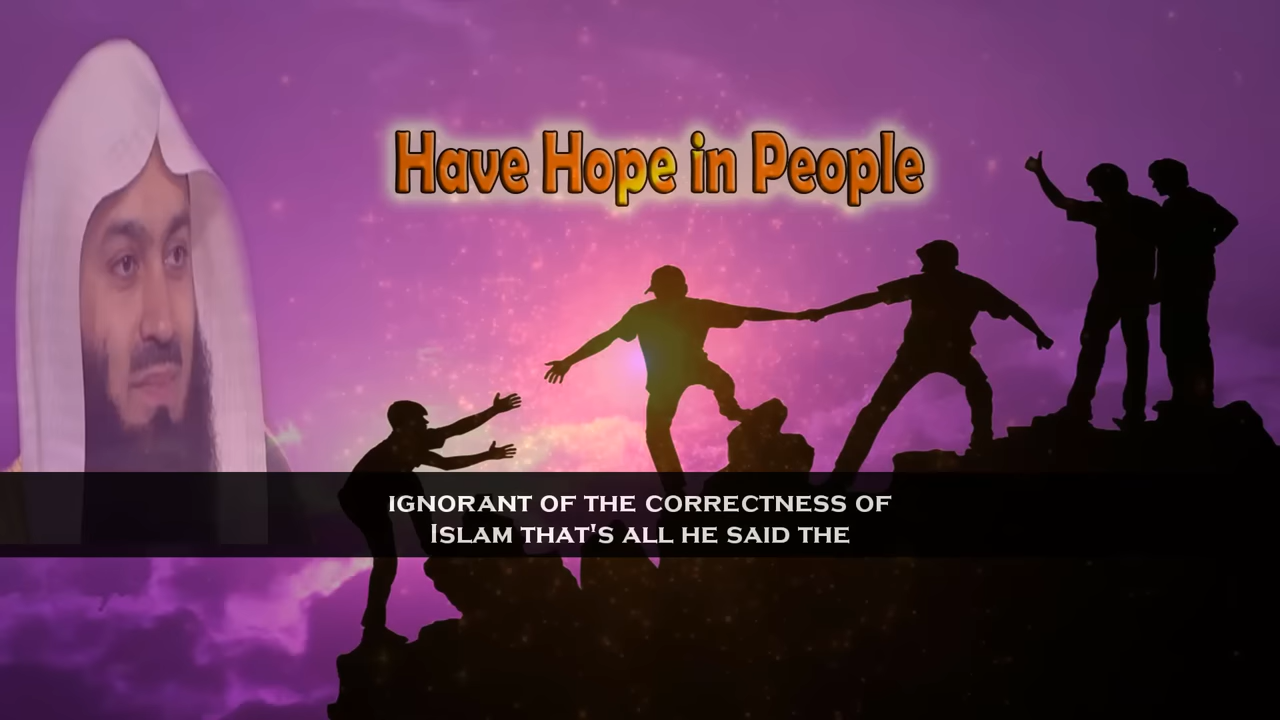 Have Hope in People
ignorant of the correctness of
Islam that's all he said the